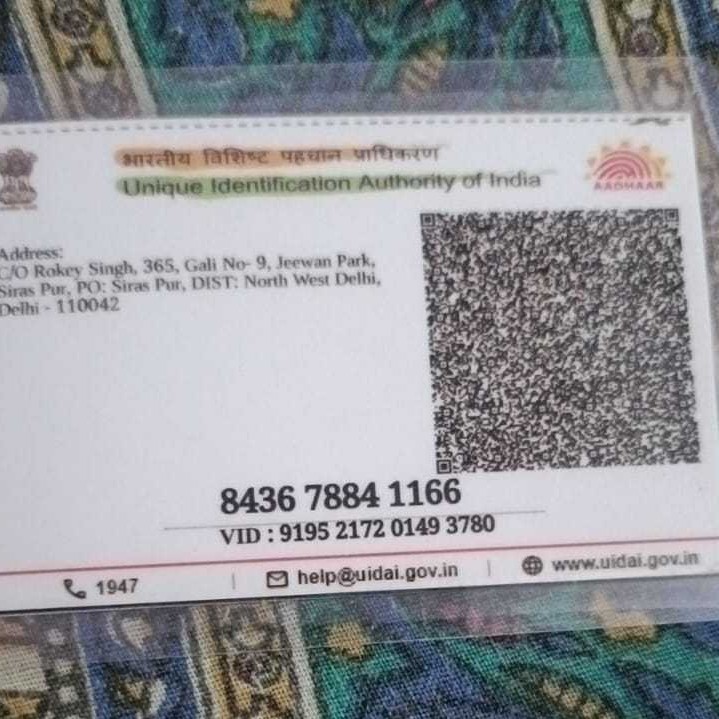 भारतीय विशिष्ट पहचान प्राधिकरण
Unique Identification Authority of India
AADHAAR
Address:
C/O Rokey Singh, 365, Gali No- 9, Jeewan Park,
Siras Pur, PO: Siras Pur, DIST: North West Delhi,
Delhi - 110042
8436 7884 1166
VID : 9195 2172 0149 3780
1947 | help@uidai.gov.in | www.uidai.gov.in